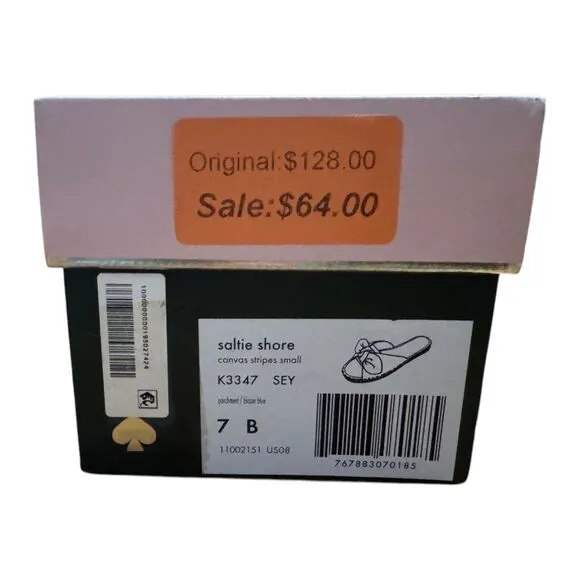 Original:$128.00
Sale:$64.00
saltie shore
canvas stripes small
K3347 SEY
parchment / blazer blue
7 B
11002151 US08
767883070185